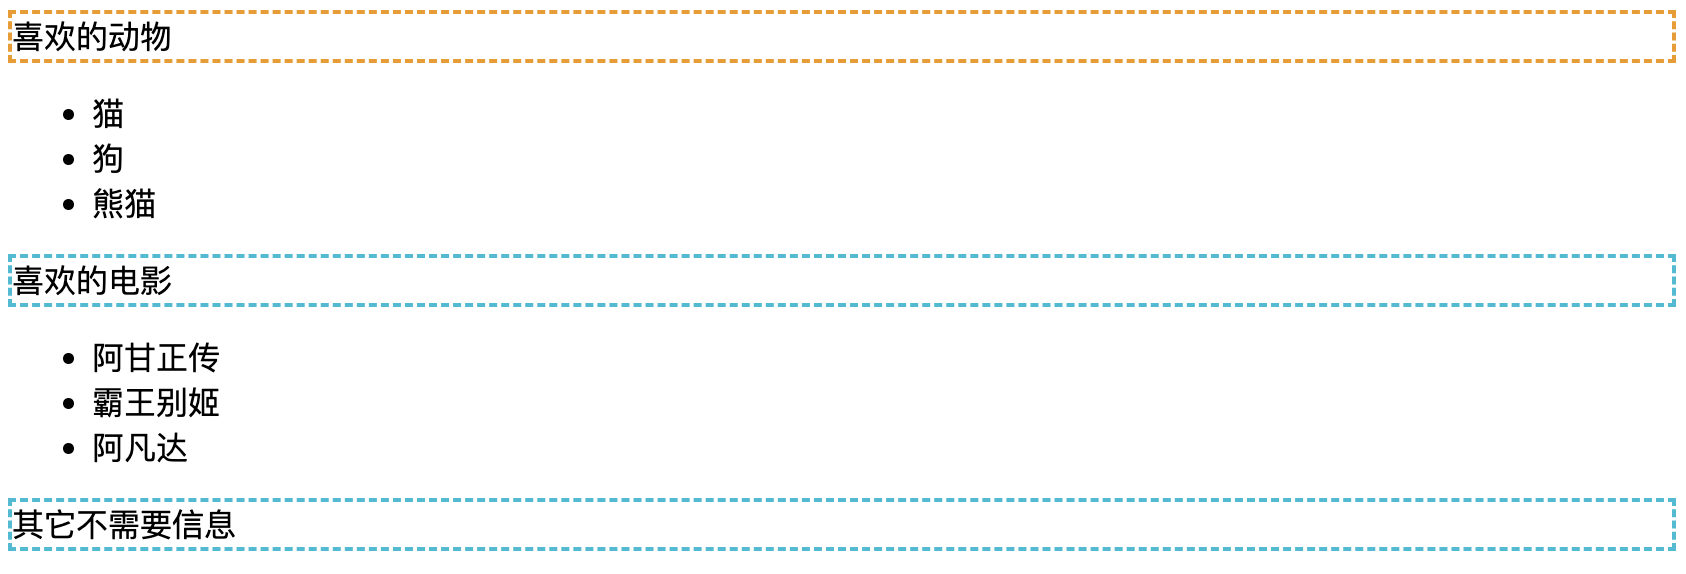 喜欢的动物
猫
狗
熊猫
喜欢的电影
阿甘正传
霸王别姬
阿凡达
其它不需要信息